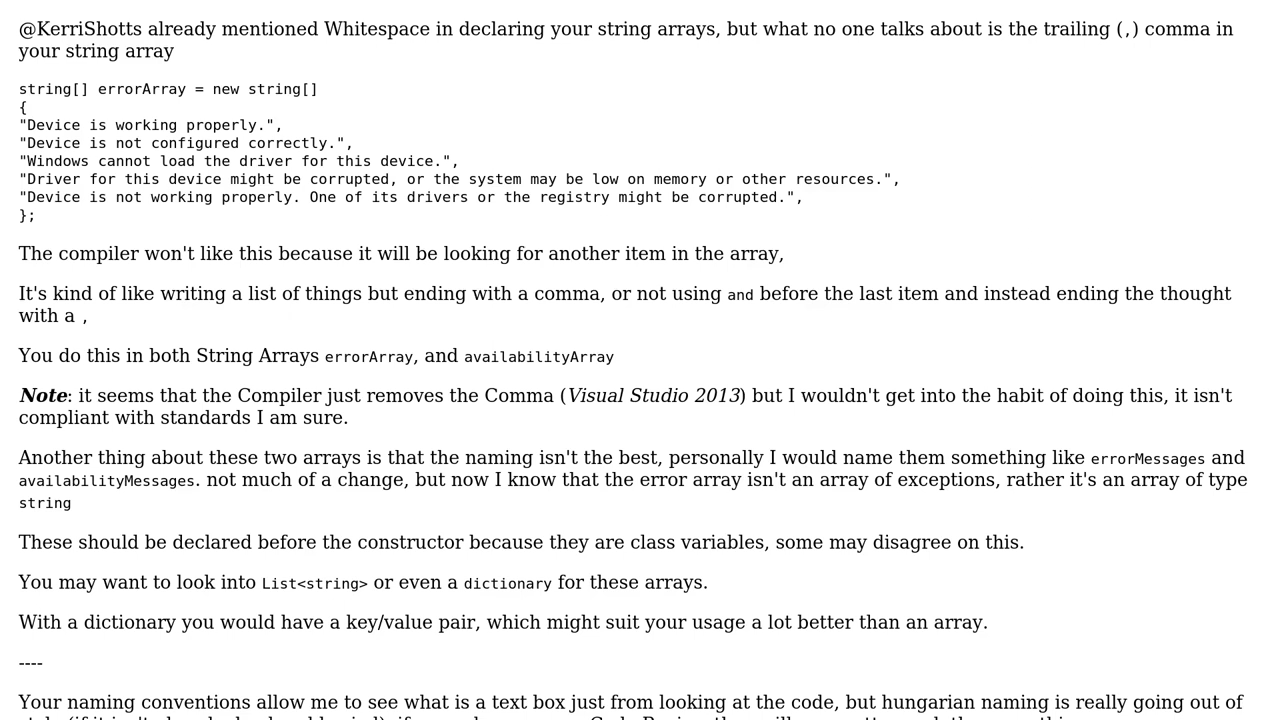 @KerriShotts already mentioned Whitespace in declaring your string arrays, but what no one talks about is the trailing (,) comma in
your string array
string[] errorArray = new string[]
{
"Device is working properly.",
"Device is not configured correctly.",
"Windows cannot load the driver for this device.",
"Driver for this device might be corrupted, or the system may be low on memory or other resources.",
"Device is not working properly. One of its drivers or the registry might be corrupted.",
};
The compiler won't like this because it will be looking for another item in the array,
It's kind of like writing a list of things but ending with a comma, or not using and before the last item and instead ending the thought
with a ,
You do this in both String Arrays errorArray, and availabilityArray
Note: it seems that the Compiler just removes the Comma (Visual Studio 2013) but I wouldn't get into the habit of doing this, it isn't
compliant with standards I am sure.
Another thing about these two arrays is that the naming isn't the best, personally I would name them something like errorMessages and
availabilityMessages. not much of a change, but now I know that the error array isn't an array of exceptions, rather it's an array of type
string
These should be declared before the constructor because they are class variables, some may disagree on this.
You may want to look into List<string> or even a dictionary for these arrays.
With a dictionary you would have a key/value pair, which might suit your usage a lot better than an array.
----
Your naming conventions allow me to see what is a text box just from looking at the code, but hungarian naming is really going out of